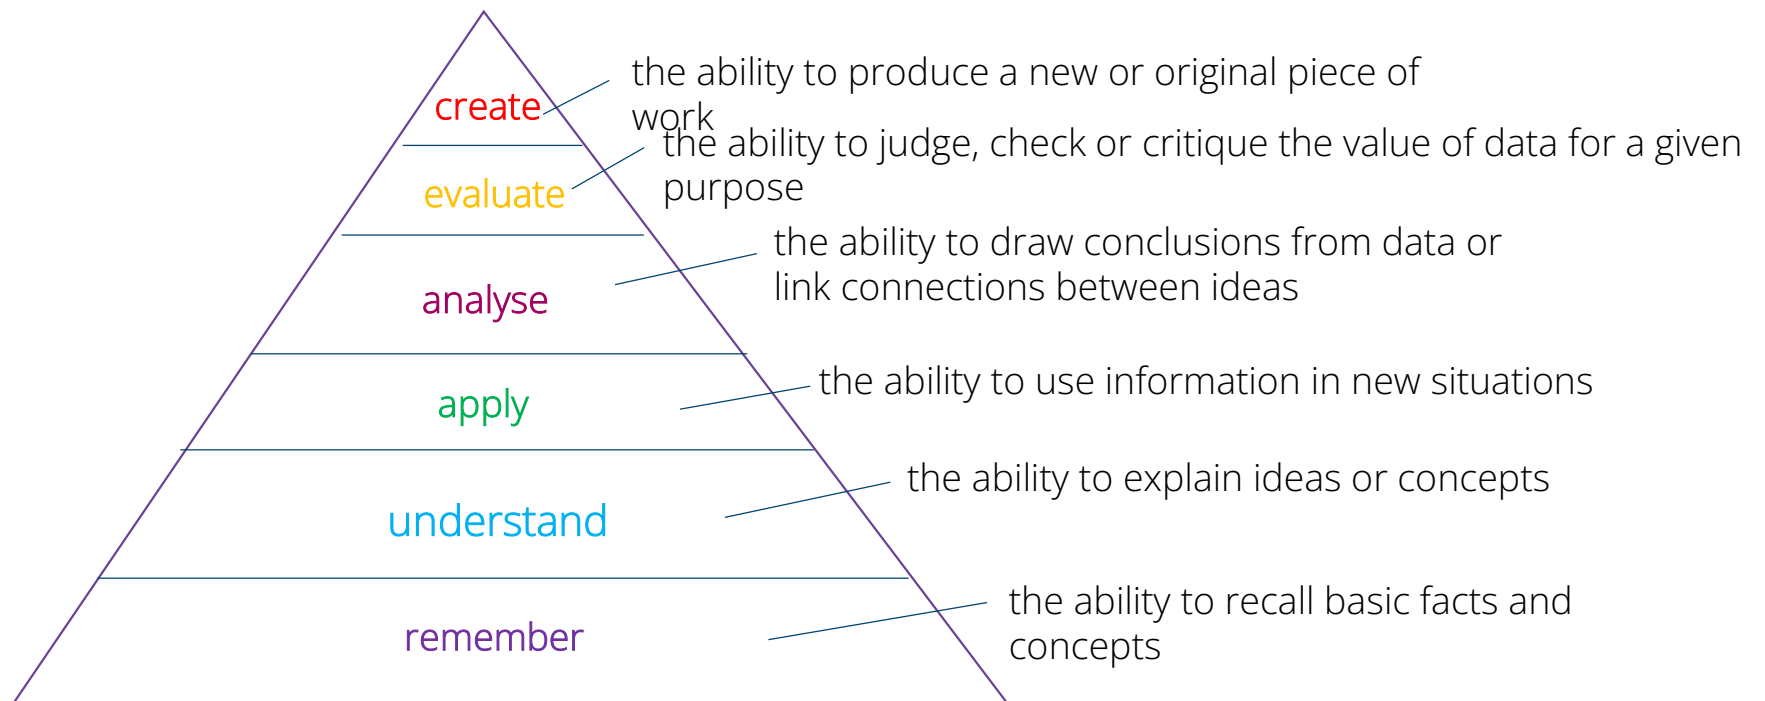 create
the ability to produce a new or original piece of
work
evaluate
the ability to judge, check or critique the value of data for a given
purpose
analyse
the ability to draw conclusions from data or
link connections between ideas
apply
the ability to use information in new situations
understand
the ability to explain ideas or concepts
remember
the ability to recall basic facts and
concepts